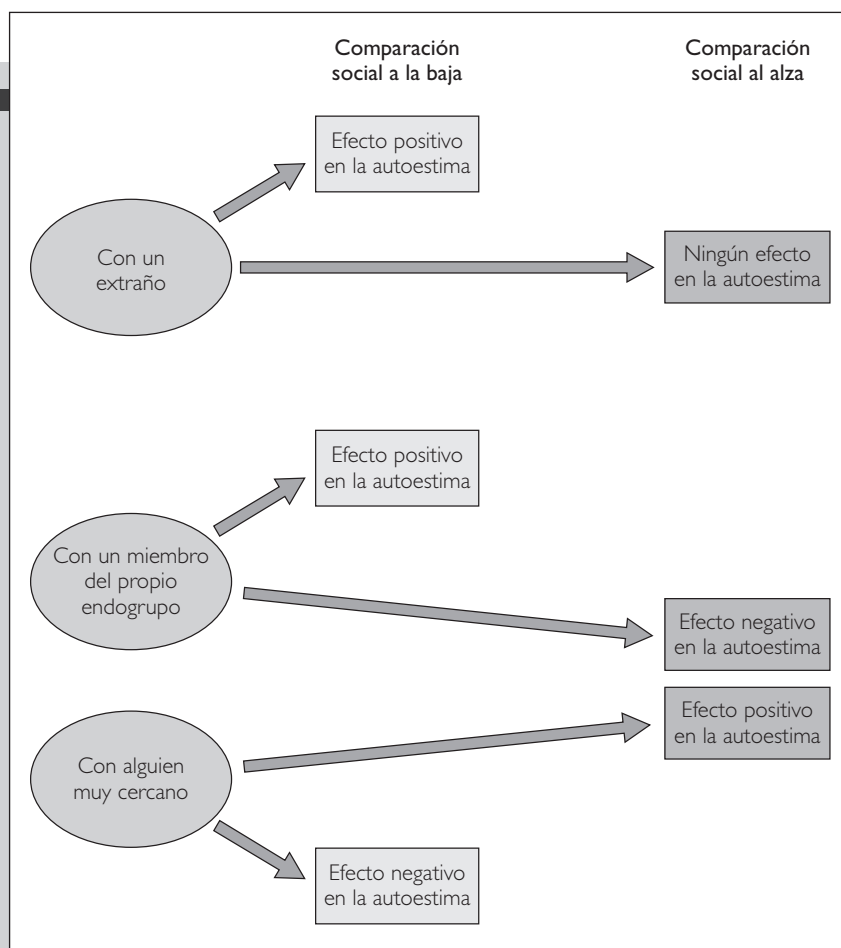 Comparación
social a la baja
Comparación
social al alza
Efecto positivo
en la autoestima
Con un
extraño
Ningún efecto
en la autoestima
Efecto positivo
en la autoestima
Con un miembro
del propio
endogrupo
Efecto negativo
en la autoestima
Efecto positivo
en la autoestima
Con alguien
muy cercano
Efecto negativo
en la autoestima